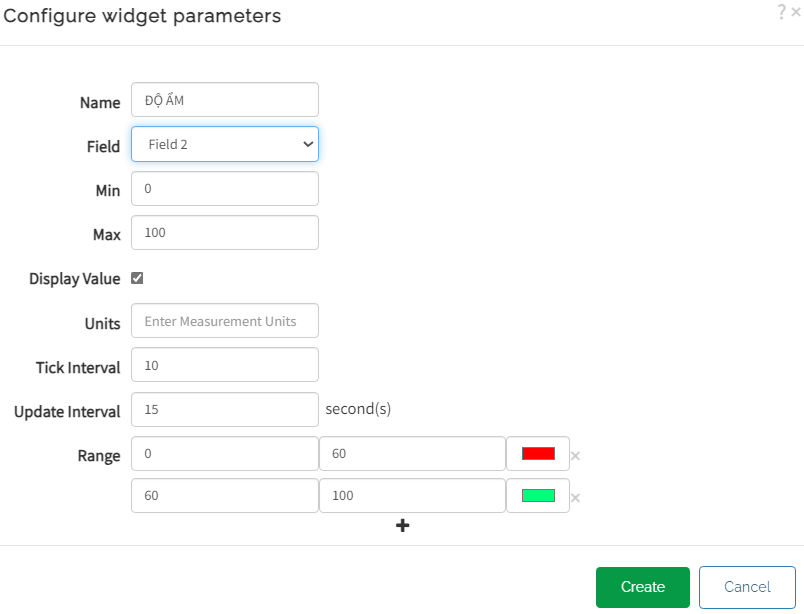 Configure widget parameters ? ×
Name ĐỘ ẨM
Field Field 2
Min 0
Max 100
Display Value
Units Enter Measurement Units
Tick Interval 10
Update Interval 15 second(s)
Range 0 60 ×
60 100 ×
+
Create Cancel